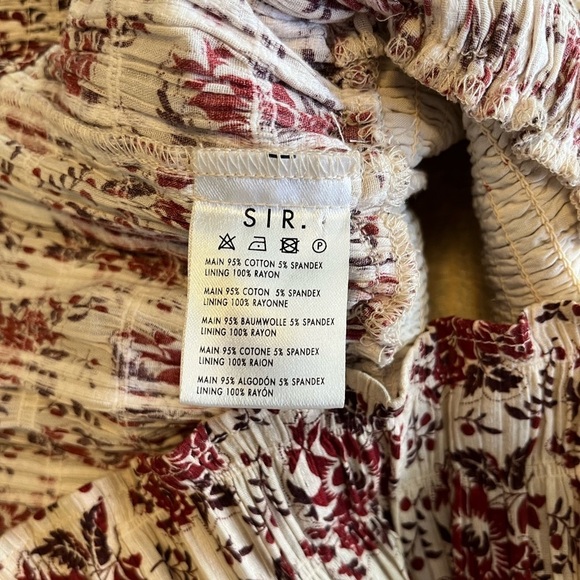 SIR.
P
MAIN 95% COTTON 5% SPANDEX
LINING 100% RAYON
MAIN 95% COTON 5% SPANDEX
LINING 100% RAYONNE
MAIN 95% BAUMWOLLE 5% SPANDEX
LINING 100% RAYON
MAIN 95% COTONE 5% SPANDEX
LINING 100% RAION
MAIN 95% ALGODÓN 5% SPANDEX
LINING 100% RAYÓN